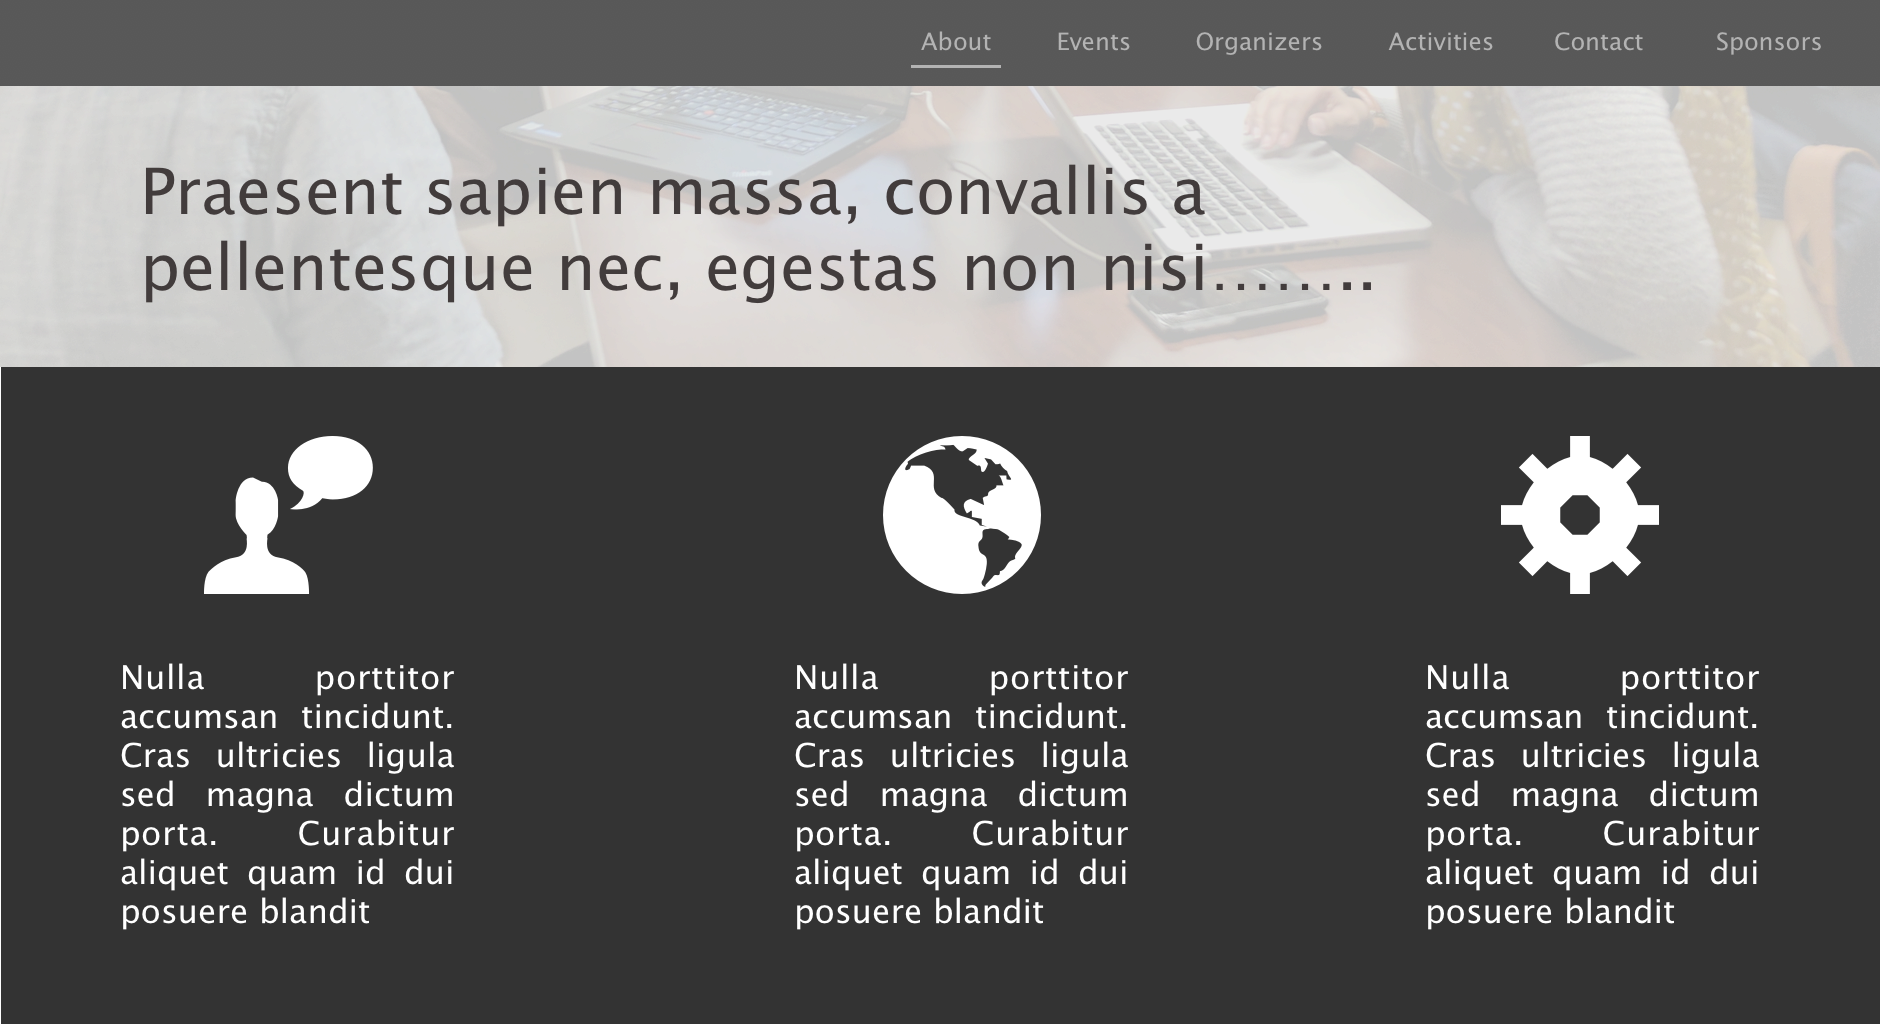 About Events Organizers Activities Contact Sponsors
Praesent sapien massa, convallis a
pellentesque nec, egestas non nisi……..
Nulla porttitor
accumsan tincidunt.
Cras ultricies ligula
sed magna dictum
porta. Curabitur
aliquet quam id dui
posuere blandit
Nulla porttitor
accumsan tincidunt.
Cras ultricies ligula
sed magna dictum
porta. Curabitur
aliquet quam id dui
posuere blandit
Nulla porttitor
accumsan tincidunt.
Cras ultricies ligula
sed magna dictum
porta. Curabitur
aliquet quam id dui
posuere blandit